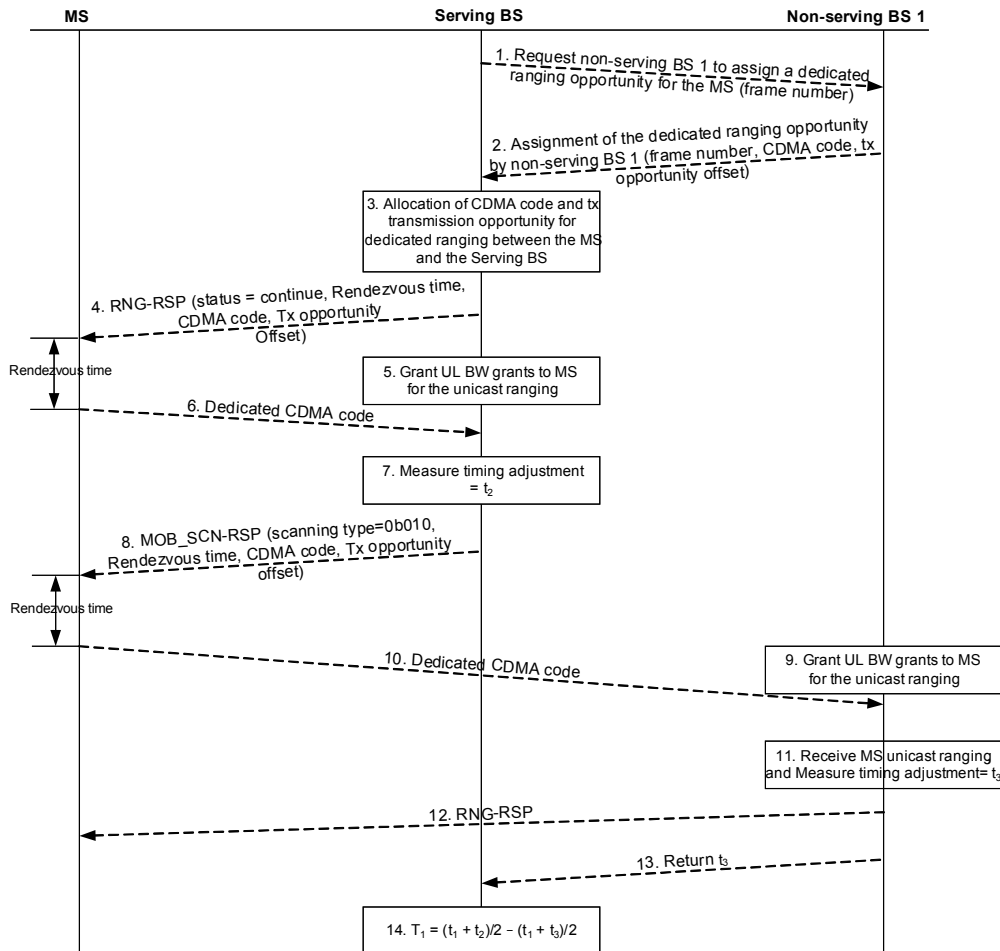 MS
Serving BS
Non-serving BS 1
1. Request non-serving BS 1 to assign a dedicated
ranging opportunity for the MS (frame number)
2. Assignment of the dedicated ranging opportunity
by non-serving BS 1 (frame number, CDMA code, tx
opportunity offset)
3. Allocation of CDMA code and tx
transmission opportunity for
dedicated ranging between the MS
and the Serving BS
4. RNG-RSP (status = continue, Rendezvous time,
CDMA code, Tx opportunity
Offset)
Rendezvous time
5. Grant UL BW grants to MS
for the unicast ranging
6. Dedicated CDMA code
7. Measure timing adjustment
= t₂
8. MOB_SCN-RSP (scanning type=0b010,
Rendezvous time, CDMA code, Tx opportunity
offset)
Rendezvous time
9. Grant UL BW grants to MS
for the unicast ranging
10. Dedicated CDMA code
11. Receive MS unicast ranging
and Measure timing adjustment= t₃
12. RNG-RSP
13. Return t₃
14. T₁ = (t₁ + t₂)/2 – (t₁ + t₃)/2